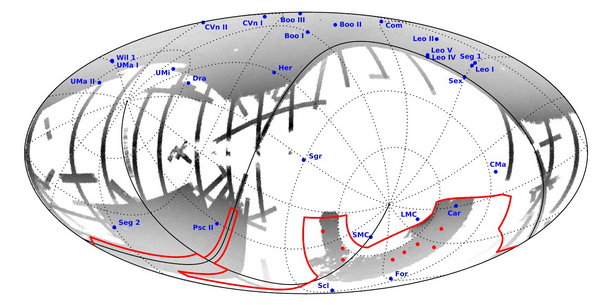 CVn II
CVn I
Boo III
Boo II
Com
Boo I
Leo II
Wil 1
UMa I
Leo V
Leo IV
Seg 1
Leo I
UMa II
UMi
Dra
Her
Sex
Sgr
CMa
Seg 2
Psc II
LMC
Car
SMC
For
Scl